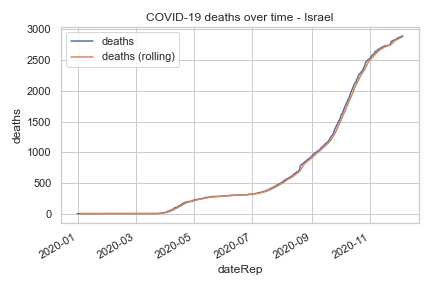 COVID-19 deaths over time - Israel
deaths
deaths (rolling)
deaths
3000
2500
2000
1500
1000
500
0
2020-01
2020-03
2020-05
2020-07
2020-09
2020-11
dateRep